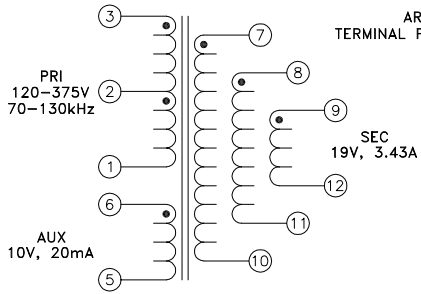 3
AR
TERMINAL F
7
PRI
120–375V
70–130kHz
2
8
9
SEC
19V, 3.43A
1
12
6
11
AUX
10V, 20mA
10
5